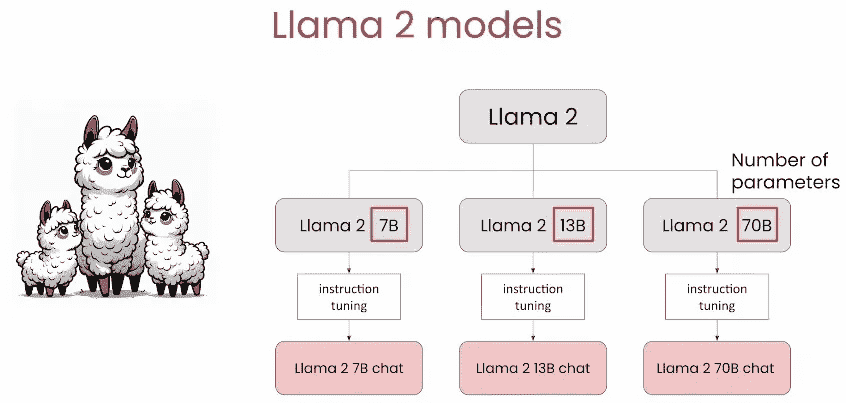 Llama 2 models
Llama 2
Number of
parameters
Llama 2 7B
Llama 2 13B
Llama 2 70B
instruction
tuning
instruction
tuning
instruction
tuning
Llama 2 7B chat
Llama 2 13B chat
Llama 2 70B chat